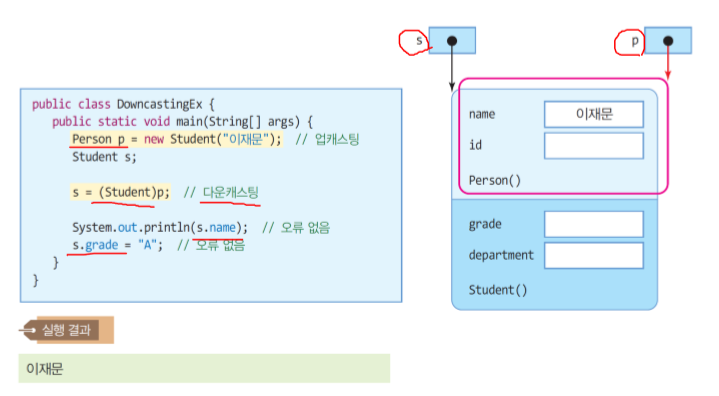 s
p
public class DowncastingEx {
public static void main(String[] args) {
Person p = new Student("이재문"); // 업캐스팅
Student s;
s = (Student)p; // 다운캐스팅
System.out.println(s.name); // 오류 없음
s.grade = "A"; // 오류 없음
}
}
name
이재문
id
Person()
grade
department
Student()
실행 결과
이재문